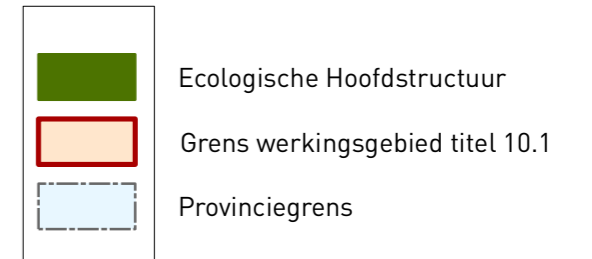 Ecologische Hoofdstructuur
Grens werkingsgebied titel 10.1
Provinciegrens